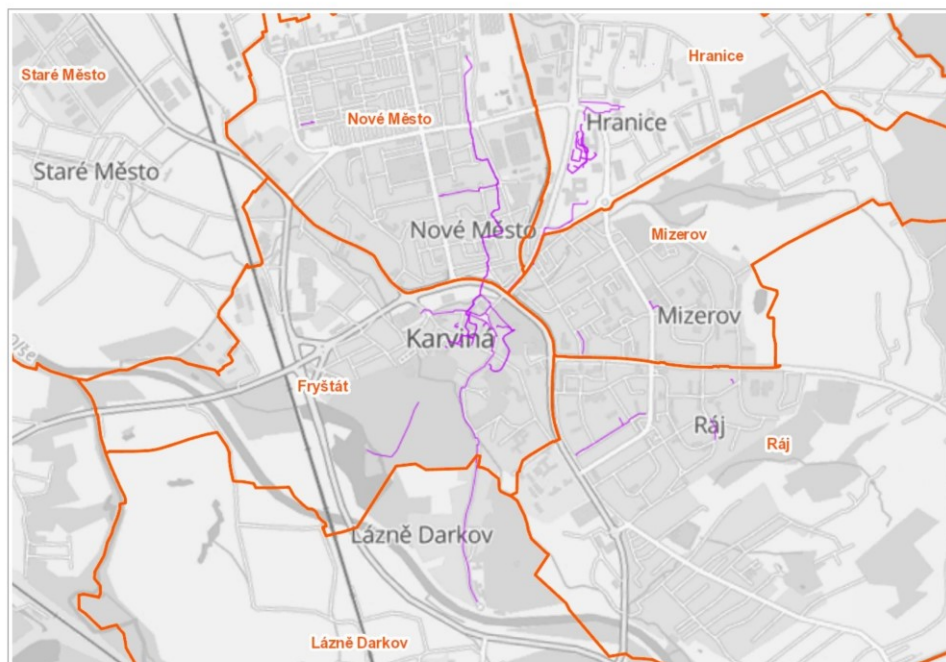 Hranice
Staré Město
Nové Město
Hranice
Staré Město
Nové Město
Mizerov
Mizerov
Karviná
Fryštát
Ráj
Ráj
Lázně Darkov
Lázně Darkov